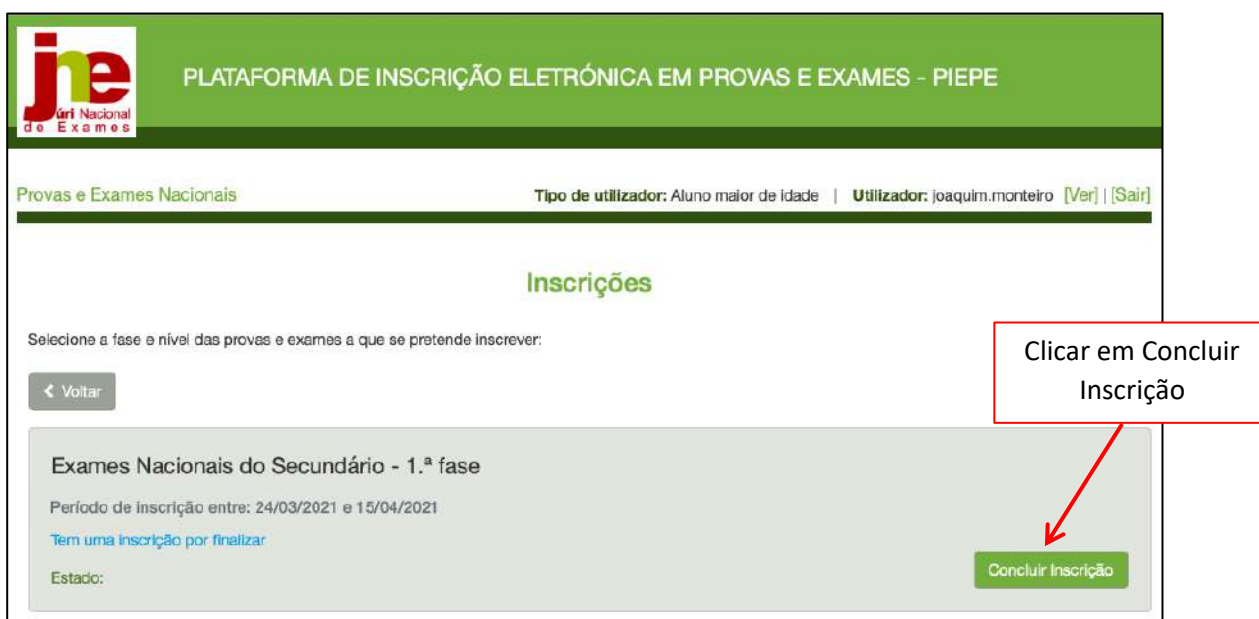 jne
Júri Nacional
de Exames
PLATAFORMA DE INSCRIÇÃO ELETRÓNICA EM PROVAS E EXAMES - PIEPE
Provas e Exames Nacionais
Tipo de utilizador: Aluno maior de idade | Utilizador: joaquim.monteiro [Ver] | [Sair]
Inscrições
Selecione a fase e nível das provas e exames a que se pretende inscrever:
Clicar em Concluir
Inscrição
Voltar
Exames Nacionais do Secundário - 1.ª fase
Período de inscrição entre: 24/03/2021 e 15/04/2021
Tem uma inscrição por finalizar
Estado:
Concluir Inscrição